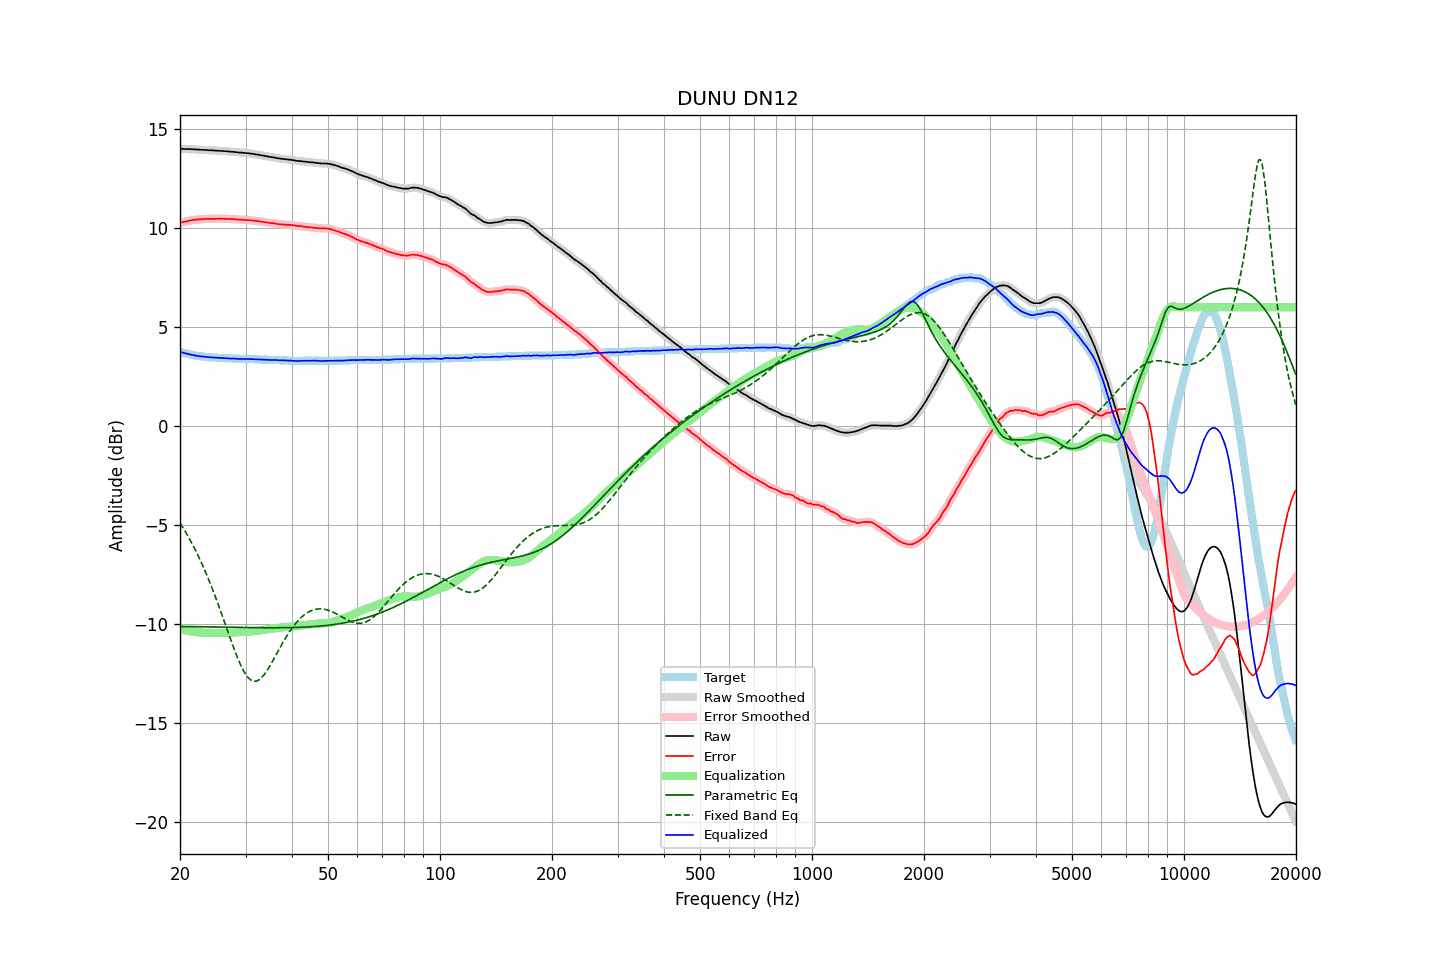 DUNU DN12
15
10
5
0
−5
−10
−15
−20
Amplitude (dBr)
Target
Raw Smoothed
Error Smoothed
Raw
Error
Equalization
Parametric Eq
Fixed Band Eq
Equalized
20 50 100 200 500 1000 2000 5000 10000 20000
Frequency (Hz)